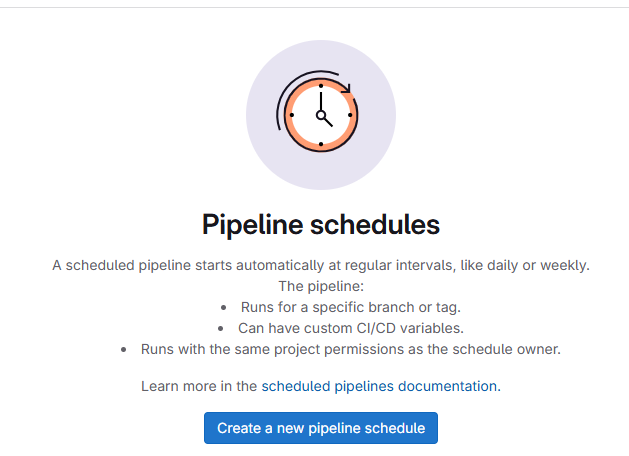 Pipeline schedules
A scheduled pipeline starts automatically at regular intervals, like daily or weekly.
The pipeline:
• Runs for a specific branch or tag.
• Can have custom CI/CD variables.
• Runs with the same project permissions as the schedule owner.
Learn more in the scheduled pipelines documentation.
Create a new pipeline schedule